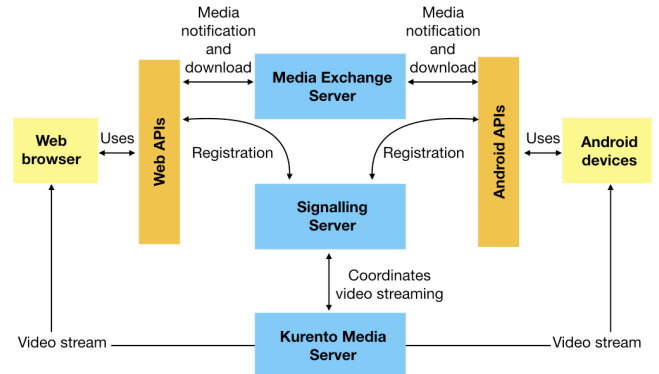 Media
notification
and
download
Media
notification
and
download
Media Exchange
Server
Web
browser
Uses
Web APIs
Registration
Registration
Android APIs
Uses
Android
devices
Signalling
Server
Coordinates
video streaming
Video stream
Kurento Media
Server
Video stream